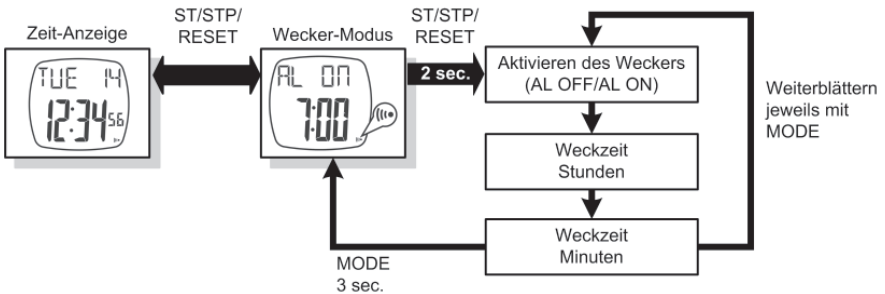 Zeit-Anzeige
ST/STP/
RESET
Wecker-Modus
ST/STP/
RESET
TUE 14
12:34 56
AL ON
7:00
2 sec.
Aktivieren des Weckers
(AL OFF/AL ON)
Weckzeit
Stunden
Weckzeit
Minuten
Weiterblättern
jeweils mit
MODE
MODE
3 sec.